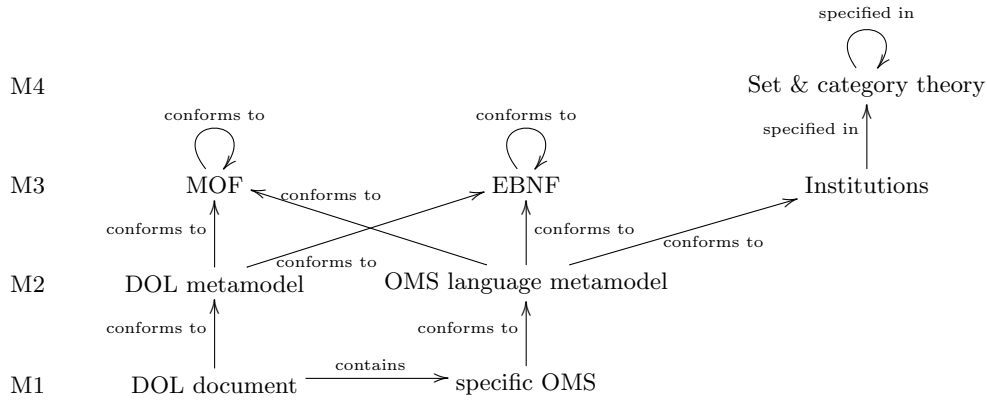 specified in
M4
Set & category theory
conforms to
conforms to
specified in
M3
MOF
EBNF
Institutions
conforms to
conforms to
conforms to
conforms to
conforms to
M2
DOL metamodel
OMS language metamodel
conforms to
conforms to
conforms to
contains
M1
DOL document
specific OMS